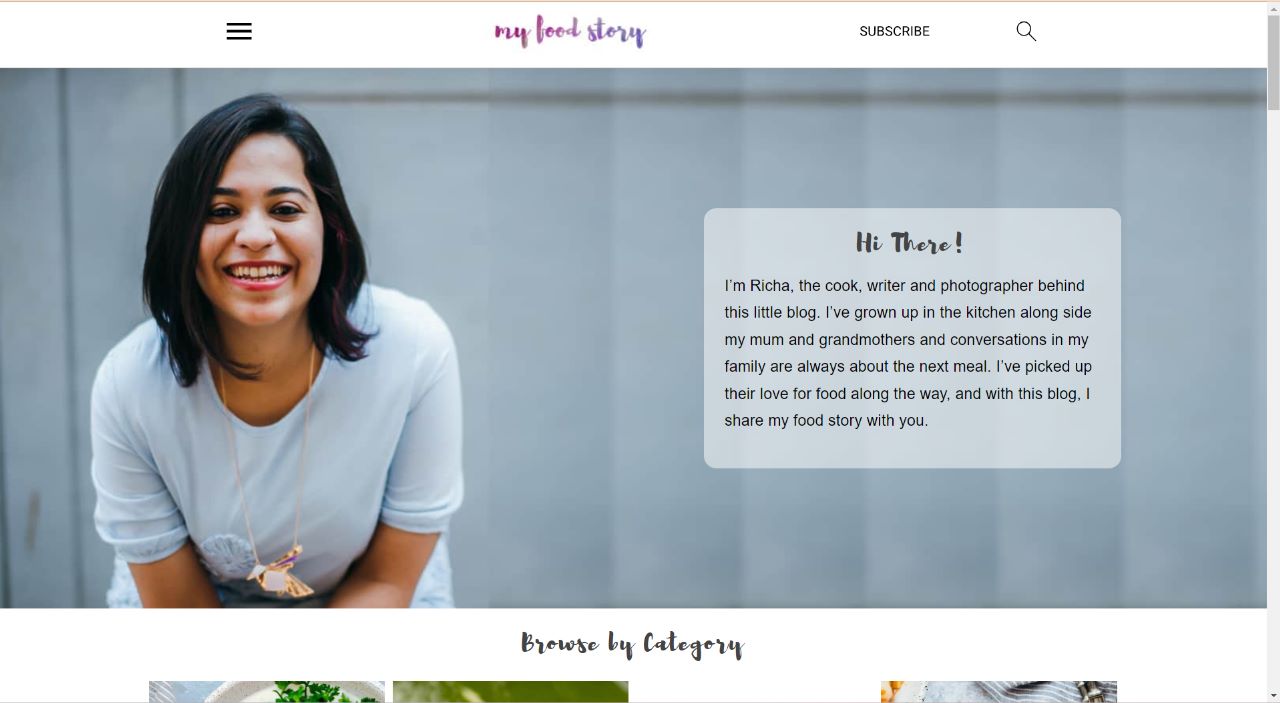 my food story
SUBSCRIBE
Hi There!
I'm Richa, the cook, writer and photographer behind
this little blog. I've grown up in the kitchen along side
my mum and grandmothers and conversations in my
family are always about the next meal. I've picked up
their love for food along the way, and with this blog, I
share my food story with you.
Browse by Category